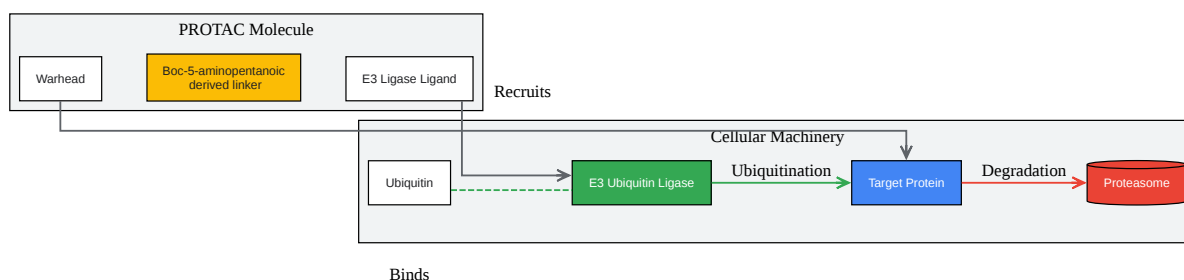 PROTAC Molecule
Warhead
Boc-5-aminopentanoic
derived linker
E3 Ligase Ligand
Recruits
Cellular Machinery
Ubiquitin
E3 Ubiquitin Ligase
Ubiquitination
Target Protein
Degradation
Proteasome
Binds